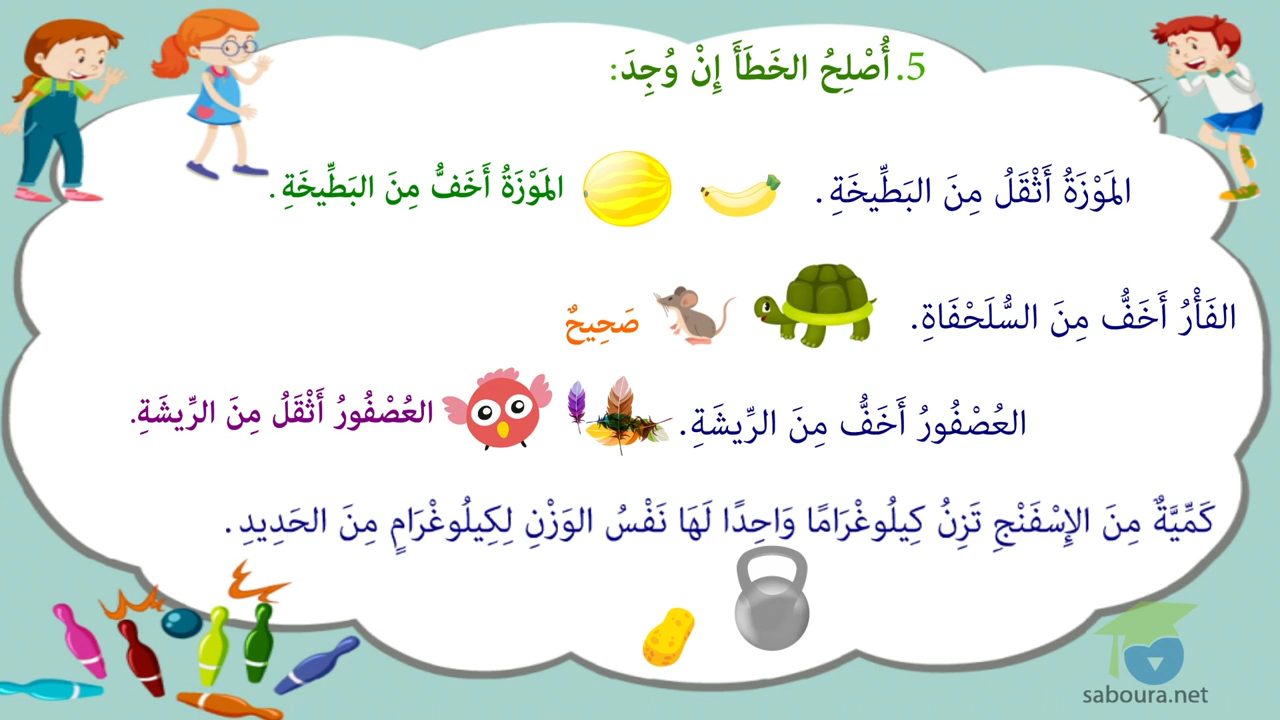 5. أُصْلِحُ الخَطَأَ إِنْ وُجِدَ:
المَوْزَةُ أَثْقَلُ مِنَ البَطِّيخَةِ. المَوْزَةُ أَخَفُّ مِنَ البَطِّيخَةِ.
الفَأْرُ أَخَفُّ مِنَ السُّلَحْفَاةِ. صَحِيحٌ
العُصْفُورُ أَخَفُّ مِنَ الرِّيشَةِ. العُصْفُورُ أَثْقَلُ مِنَ الرِّيشَةِ.
كَمِّيَّةٌ مِنَ الإِسْفَنْجِ تَزِنُ كِيلُوغْرَامًا وَاحِدًا لَهَا نَفْسُ الوَزْنِ لِكِيلُوغْرَامٍ مِنَ الحَدِيدِ.
saboura.net